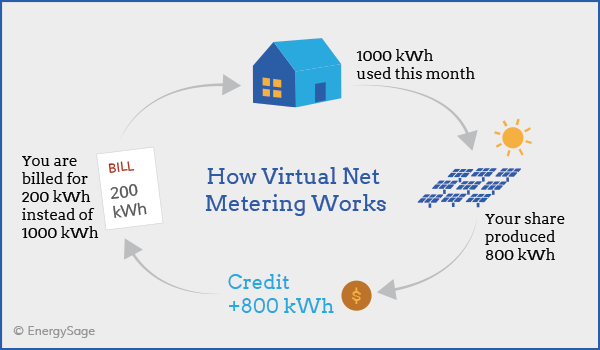 How Virtual Net
Metering Works
1000 kWh
used this month
Your share
produced
800 kWh
Credit
+800 kWh
$
You are
billed for
200 kWh
instead of
1000 kWh
BILL
200
kWh
© EnergySage